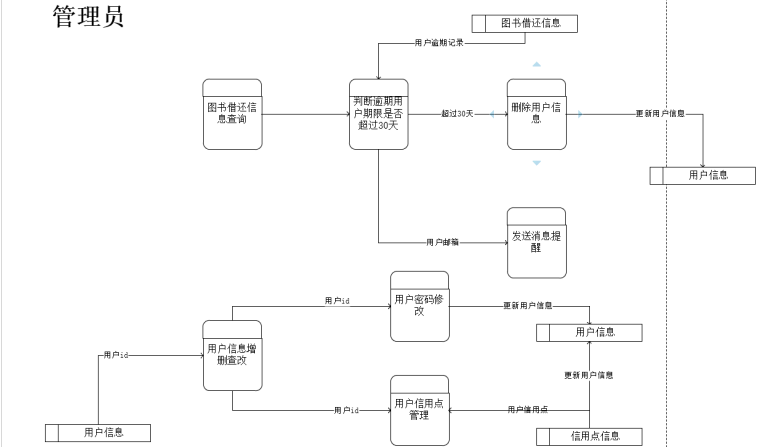 管理员
图书借还信息
用户逾期记录
图书借还信
息查询
判断逾期用
户期限是否
超过30天
超过30天
删除用户信
息
更新用户信息
用户信息
用户邮箱
发送消息提
醒
用户id
用户密码修
改
更新用户信息
用户信息
用户信息增
删查改
用户id
更新用户信息
用户信用点
管理
用户id
用户信用点
用户信息
信用点信息